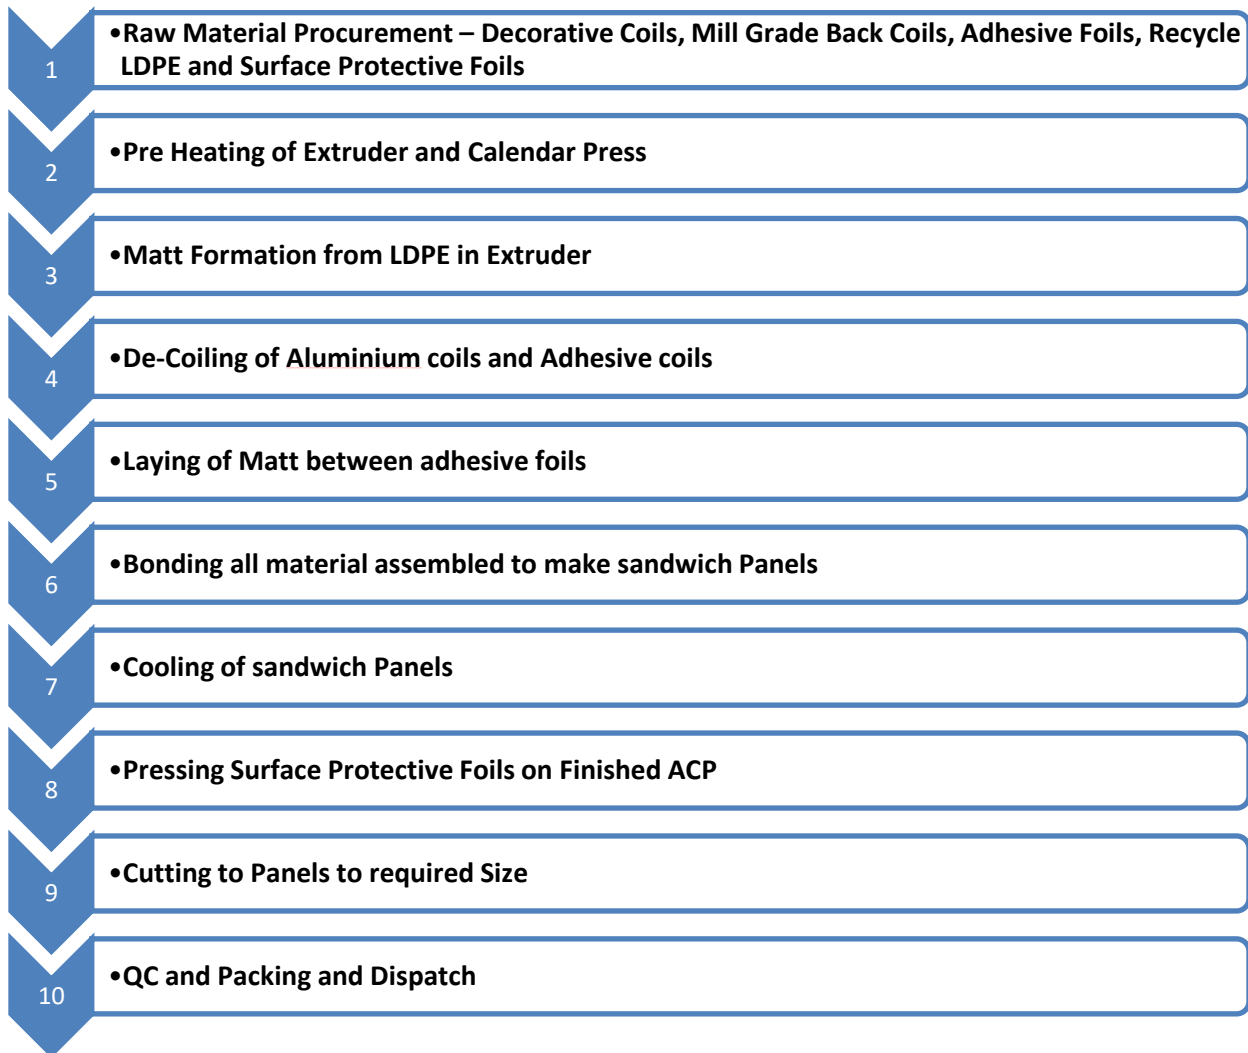 1
•Raw Material Procurement – Decorative Coils, Mill Grade Back Coils, Adhesive Foils, Recycle
LDPE and Surface Protective Foils
2
•Pre Heating of Extruder and Calendar Press
3
•Matt Formation from LDPE in Extruder
4
•De-Coiling of Aluminium coils and Adhesive coils
5
•Laying of Matt between adhesive foils
6
•Bonding all material assembled to make sandwich Panels
7
•Cooling of sandwich Panels
8
•Pressing Surface Protective Foils on Finished ACP
9
•Cutting to Panels to required Size
10
•QC and Packing and Dispatch